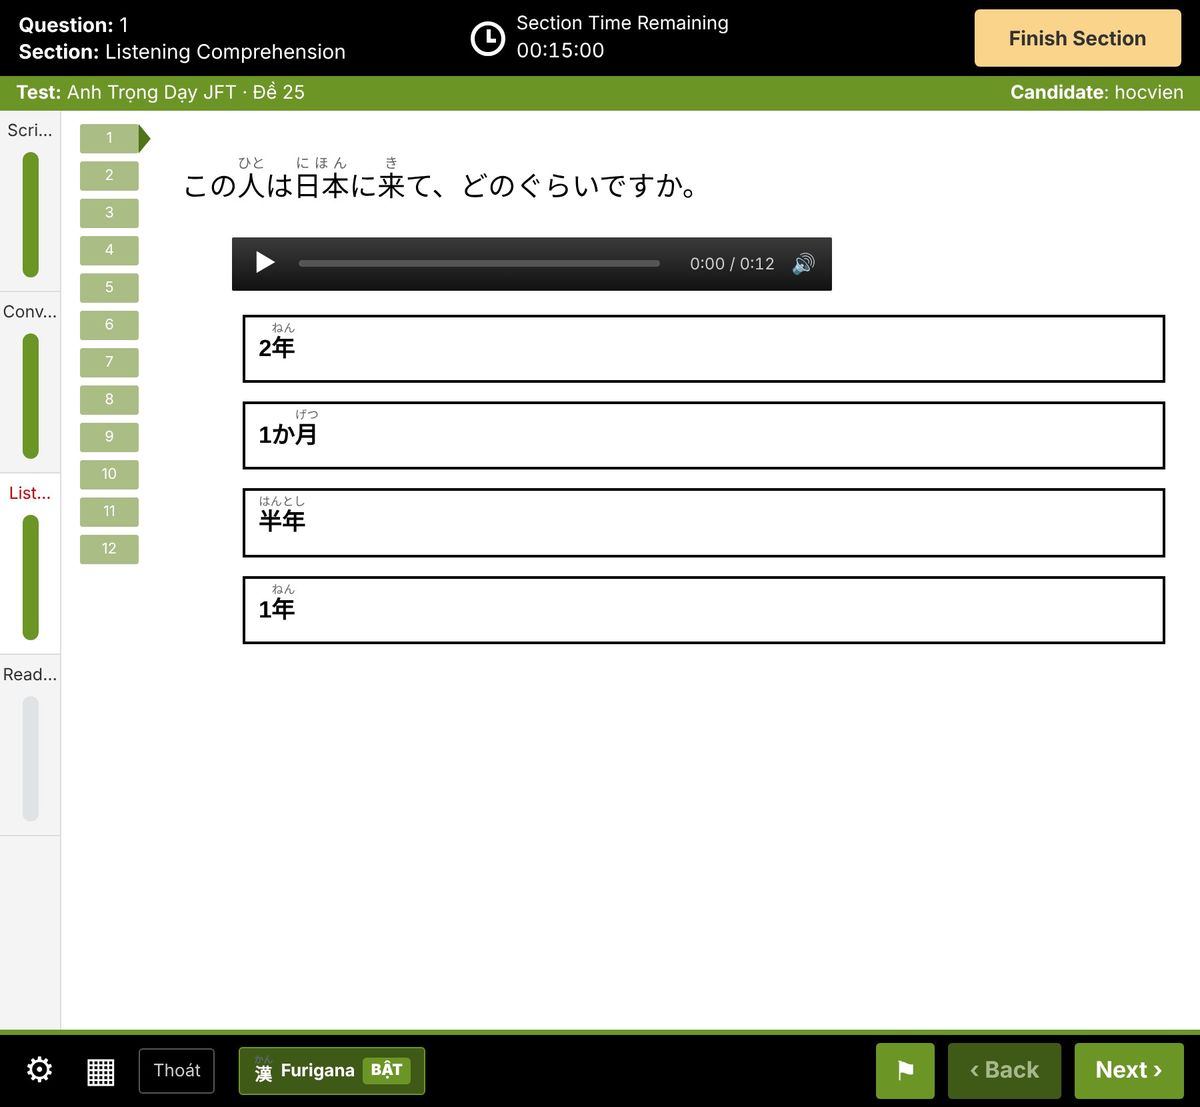 Question: 1
Section: Listening Comprehension
Section Time Remaining
00:15:00
Finish Section
Test: Anh Trọng Dạy JFT · Đề 25
Candidate: hocvien
Scri...
Conv...
List...
Read...
1
2
3
4
5
6
7
8
9
10
11
12
ひと にほん き
この人は日本に来て、どのぐらいですか。
0:00 / 0:12
ねん
2年
げつ
1か月
はんとし
半年
ねん
1年
Thoát
かん
漢 Furigana BẬT
‹ Back
Next ›